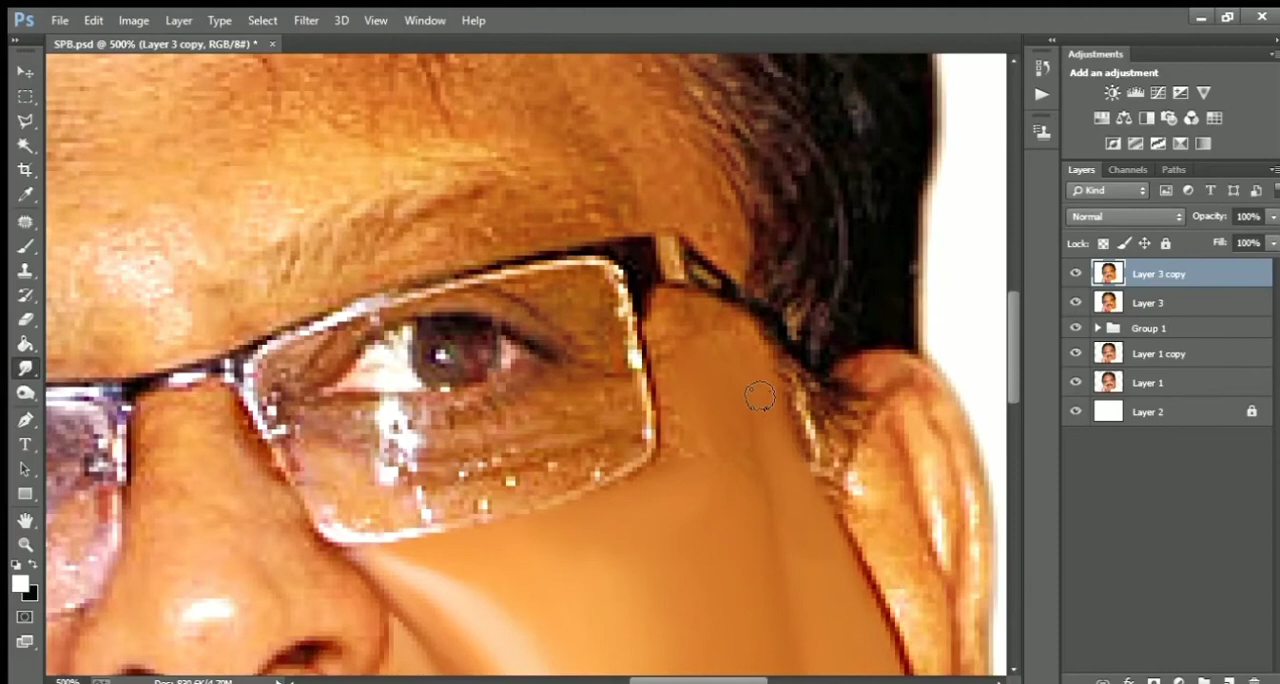 Ps File Edit Image Layer Type Select Filter 3D View Window Help
SPB.psd @ 500% (Layer 3 copy, RGB/8#) * ×
Adjustments
Add an adjustment
Layers Channels Paths
Kind
Normal Opacity: 100%
Lock: Fill: 100%
Layer 3 copy
Layer 3
Group 1
Layer 1 copy
Layer 1
Layer 2
500%